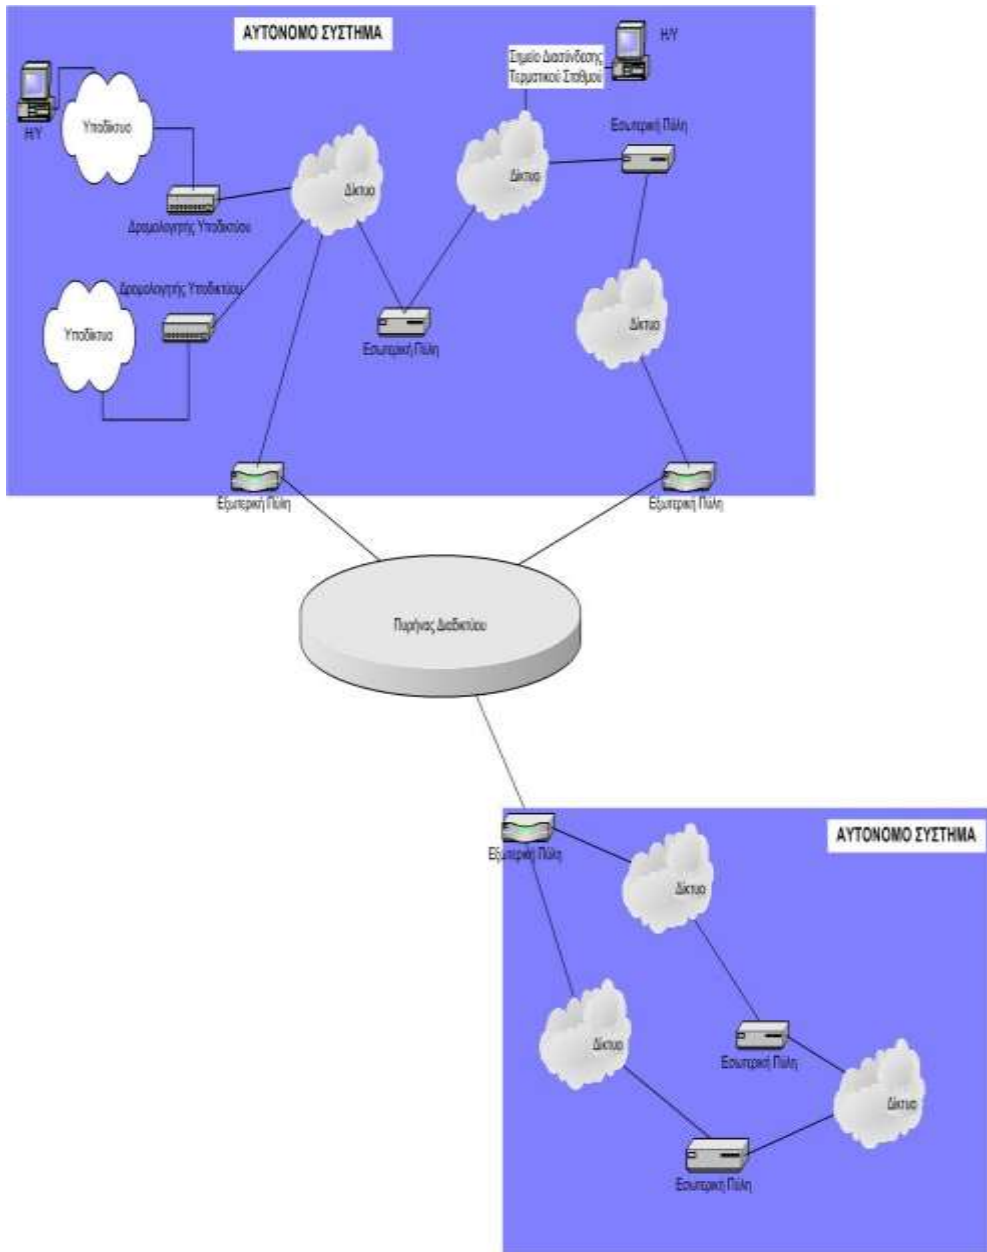 ΑΥΤΟΝΟΜΟ ΣΥΣΤΗΜΑ
Η/Υ
Σημείο Διασύνδεσης
Τερματικού Σταθμού
Η/Υ
Υποδίκτυο
Εσωτερική Πύλη
Δίκτυο
Δίκτυο
Δρομολογητής Υποδικτύου
Δρομολογητής Υποδικτύου
Υποδίκτυο
Δίκτυο
Εσωτερική Πύλη
Εξωτερική Πύλη
Εξωτερική Πύλη
Πυρήνας Διαδικτύου
ΑΥΤΟΝΟΜΟ ΣΥΣΤΗΜΑ
Εξωτερική Πύλη
Δίκτυο
Δίκτυο
Εσωτερική Πύλη
Δίκτυο
Εσωτερική Πύλη